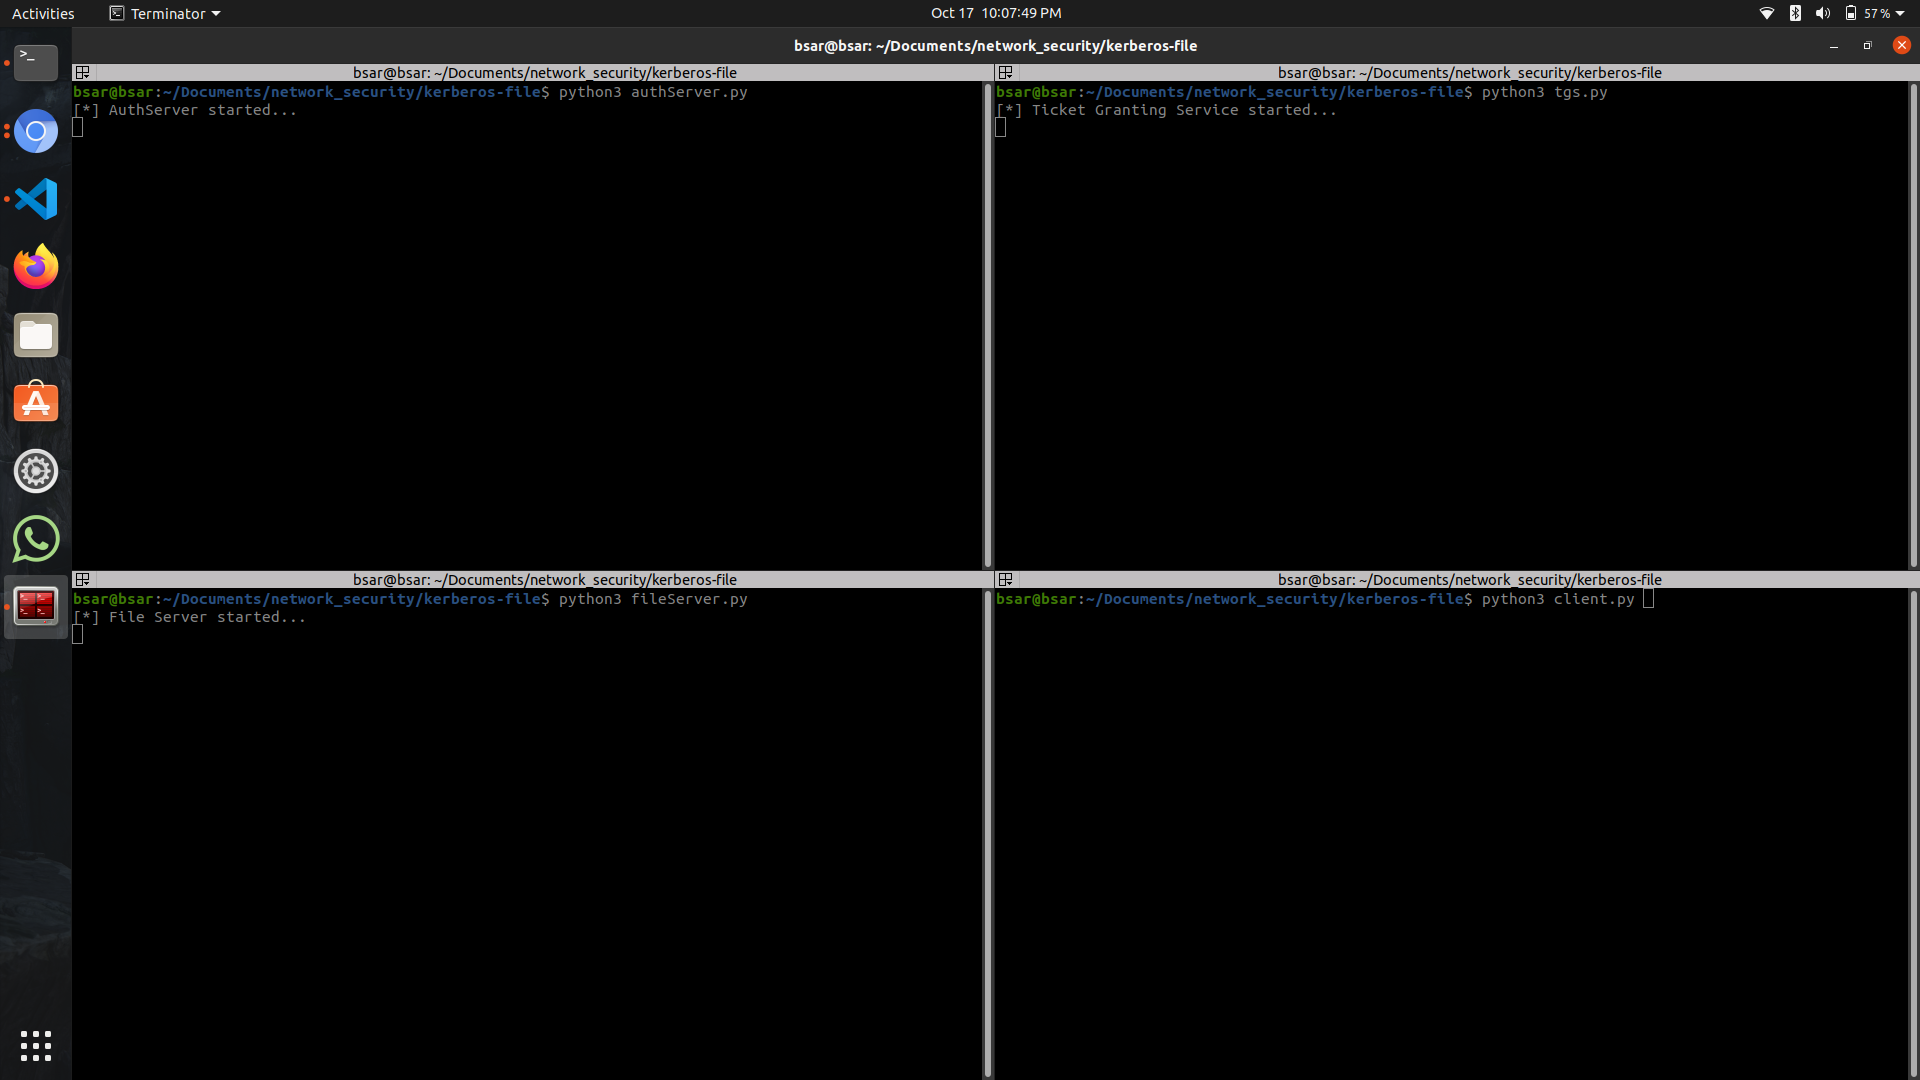 Activities
Terminator
Oct 17 10:07:49 PM
57 %
bsar@bsar: ~/Documents/network_security/kerberos-file
bsar@bsar: ~/Documents/network_security/kerberos-file
bsar@bsar:~/Documents/network_security/kerberos-file$ python3 authServer.py
[*] AuthServer started...
bsar@bsar: ~/Documents/network_security/kerberos-file
bsar@bsar:~/Documents/network_security/kerberos-file$ python3 tgs.py
[*] Ticket Granting Service started...
bsar@bsar: ~/Documents/network_security/kerberos-file
bsar@bsar:~/Documents/network_security/kerberos-file$ python3 fileServer.py
[*] File Server started...
bsar@bsar: ~/Documents/network_security/kerberos-file
bsar@bsar:~/Documents/network_security/kerberos-file$ python3 client.py